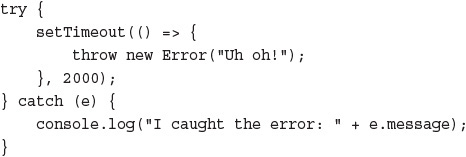 try {
    setTimeout(() => {
        throw new Error("Uh oh!");
    }, 2000);
} catch (e) {
    console.log("I caught the error: " + e.message);
}